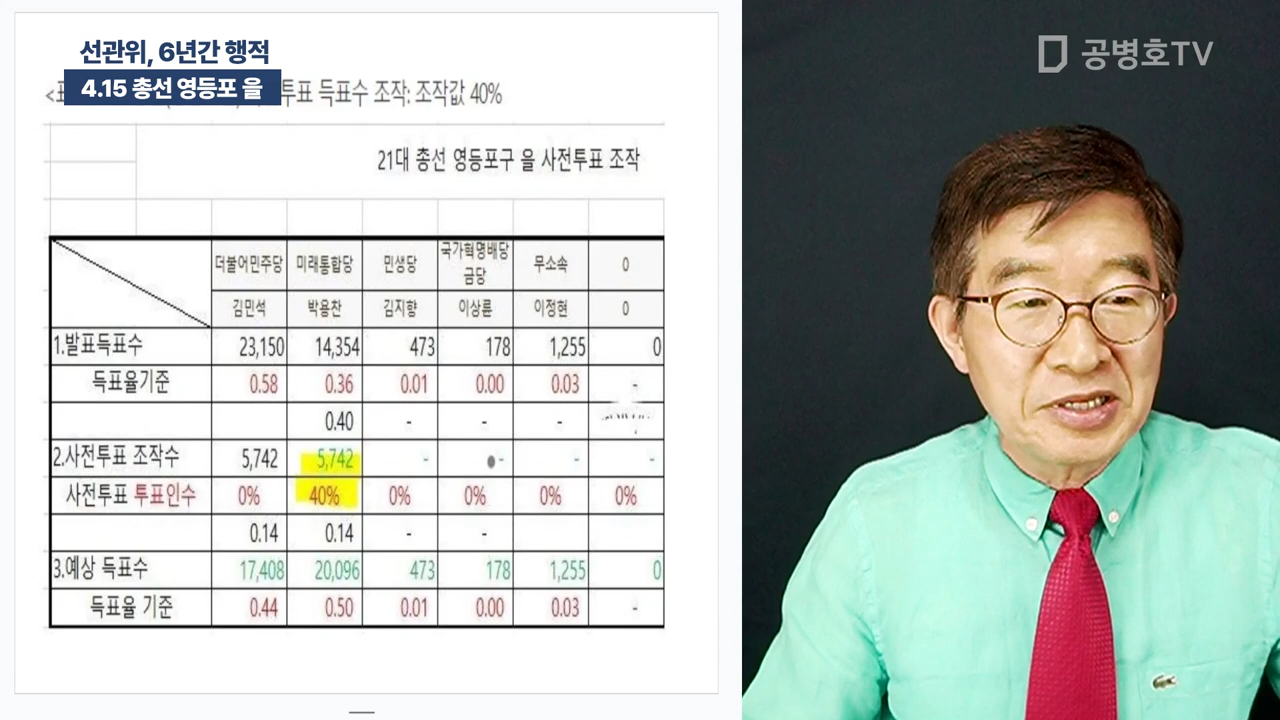 선관위, 6년간 행적
4.15 총선 영등포 을
투표 득표수 조작: 조작값 40%
공병호TV
21대 총선 영등포구 을 사전투표 조작
더불어민주당 미래통합당 민생당 국가혁명배당금당 무소속 0
김민석 박용찬 김지향 이상륜 이정현 0
1.발표득표수 23,150 14,354 473 178 1,255 0
득표율기준 0.58 0.36 0.01 0.00 0.03 -
0.40 - - -
2.사전투표 조작수 5,742 5,742 - - - -
사전투표 투표인수 0% 40% 0% 0% 0% 0%
0.14 0.14 - -
3.예상 득표수 17,408 20,096 473 178 1,255 0
득표율 기준 0.44 0.50 0.01 0.00 0.03 -